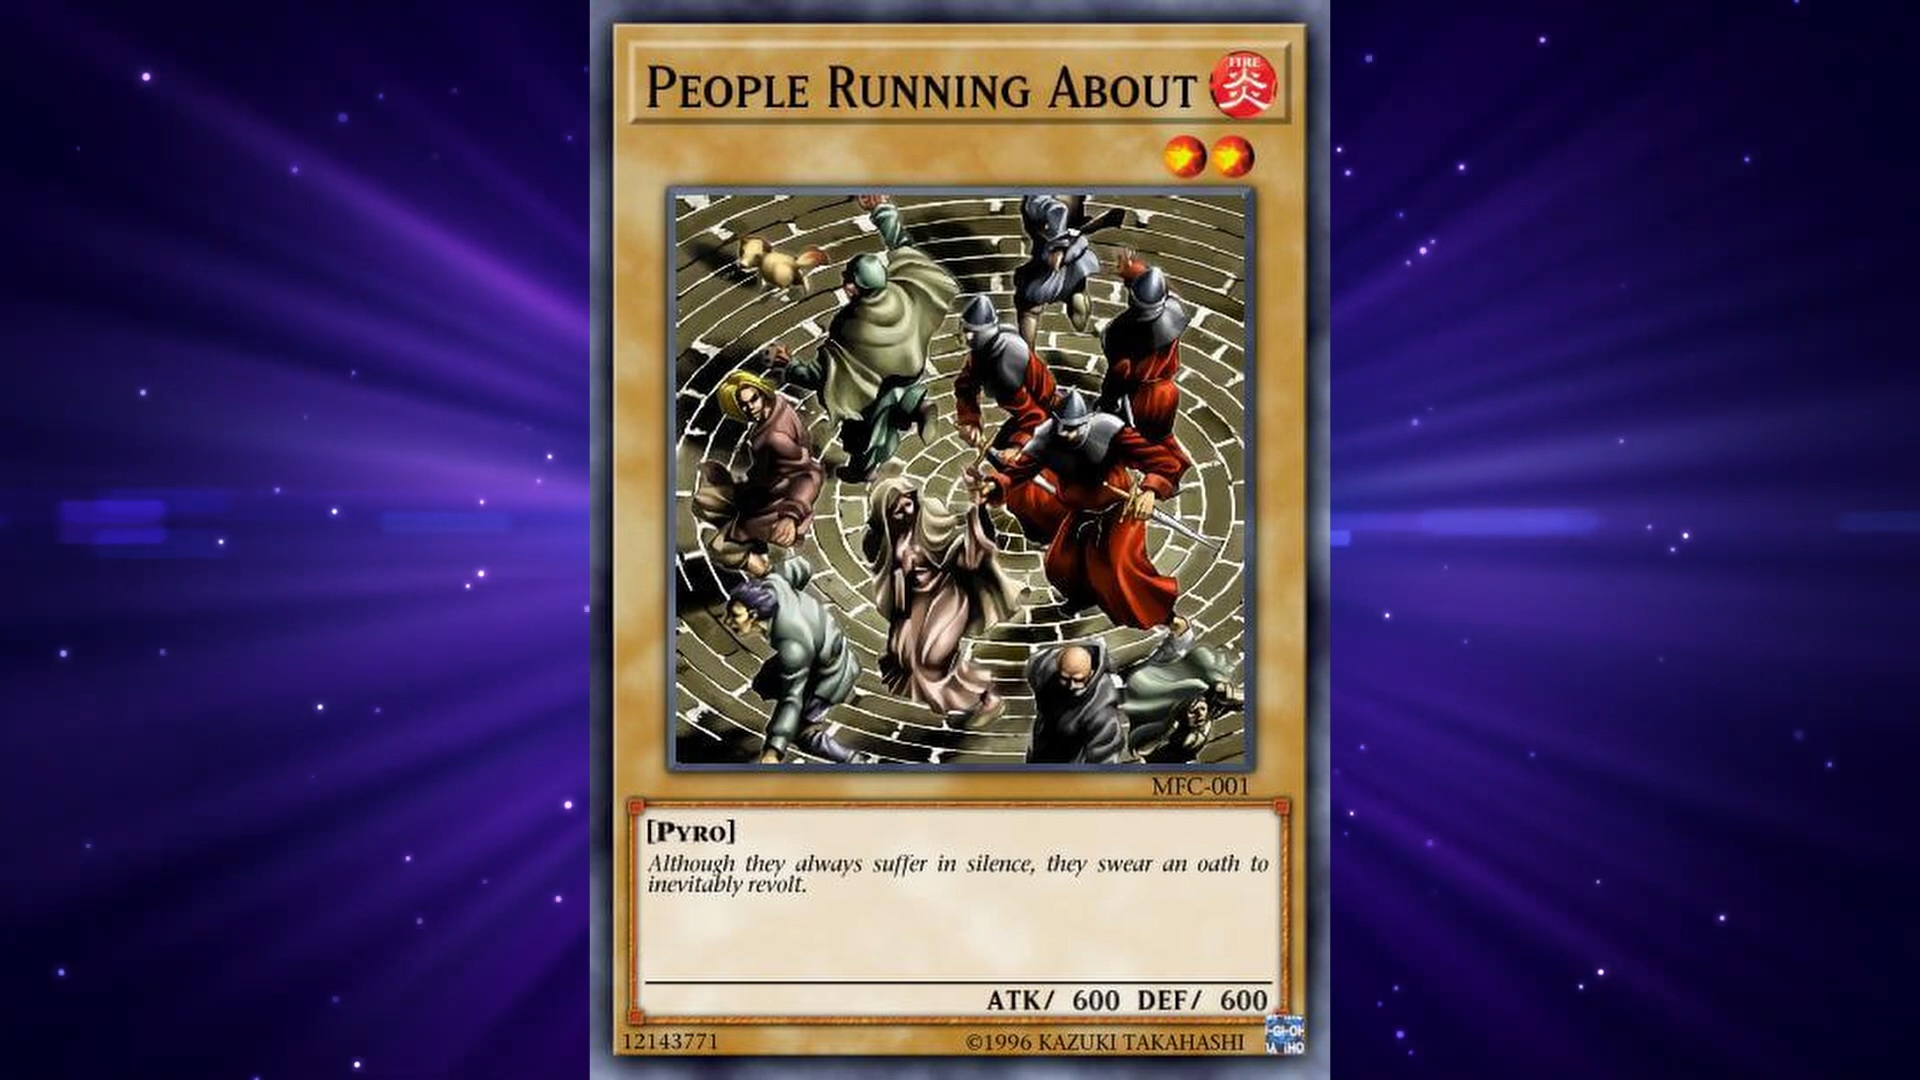 People Running About
FIRE
炎
MFC-001
[Pyro]
Although they always suffer in silence, they swear an oath to
inevitably revolt.
ATK/ 600 DEF/ 600
12143771
©1996 KAZUKI TAKAHASHI